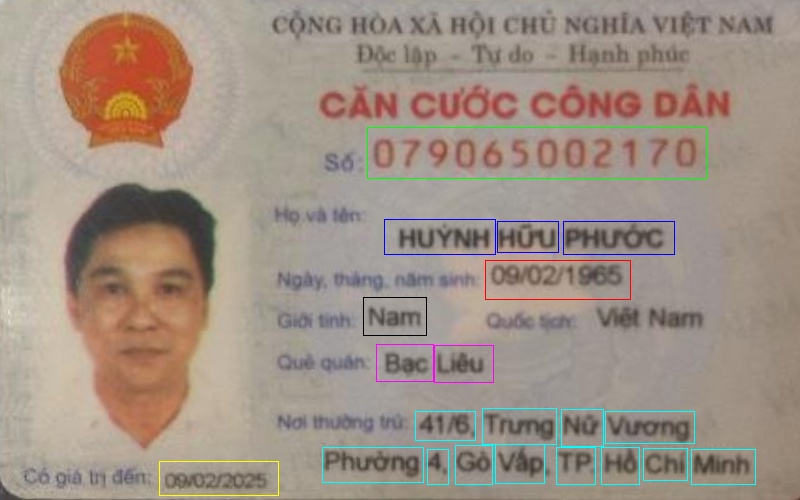 CỘNG HÒA XÃ HỘI CHỦ NGHĨA VIỆT NAM
Độc lập - Tự do - Hạnh phúc
CĂN CƯỚC CÔNG DÂN
Số: 079065002170
Họ và tên:
HUỲNH HỮU PHƯỚC
Ngày, tháng, năm sinh: 09/02/1965
Giới tính: Nam Quốc tịch: Việt Nam
Quê quán: Bạc Liêu
Nơi thường trú: 41/6, Trưng Nữ Vương
Phường 4, Gò Vấp, TP. Hồ Chí Minh
Có giá trị đến: 09/02/2025